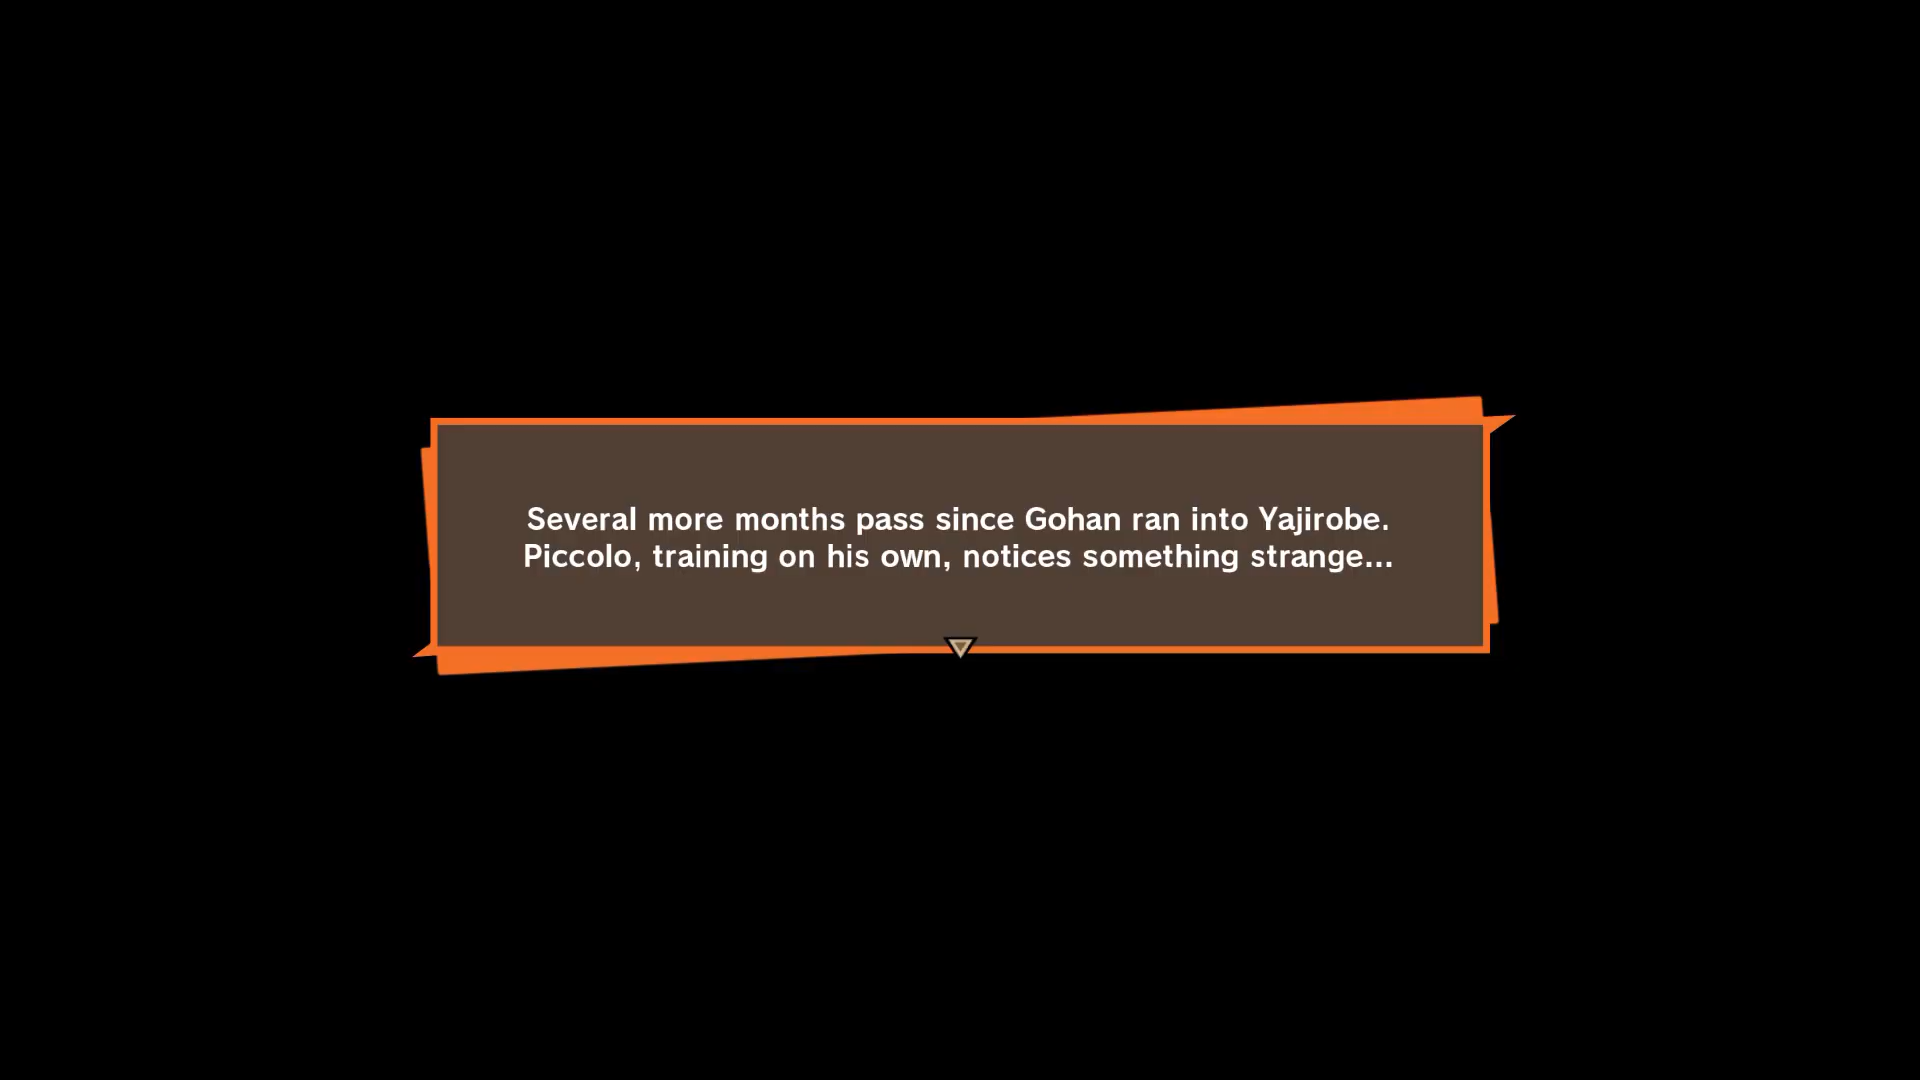 Several more months pass since Gohan ran into Yajirobe.
Piccolo, training on his own, notices something strange...